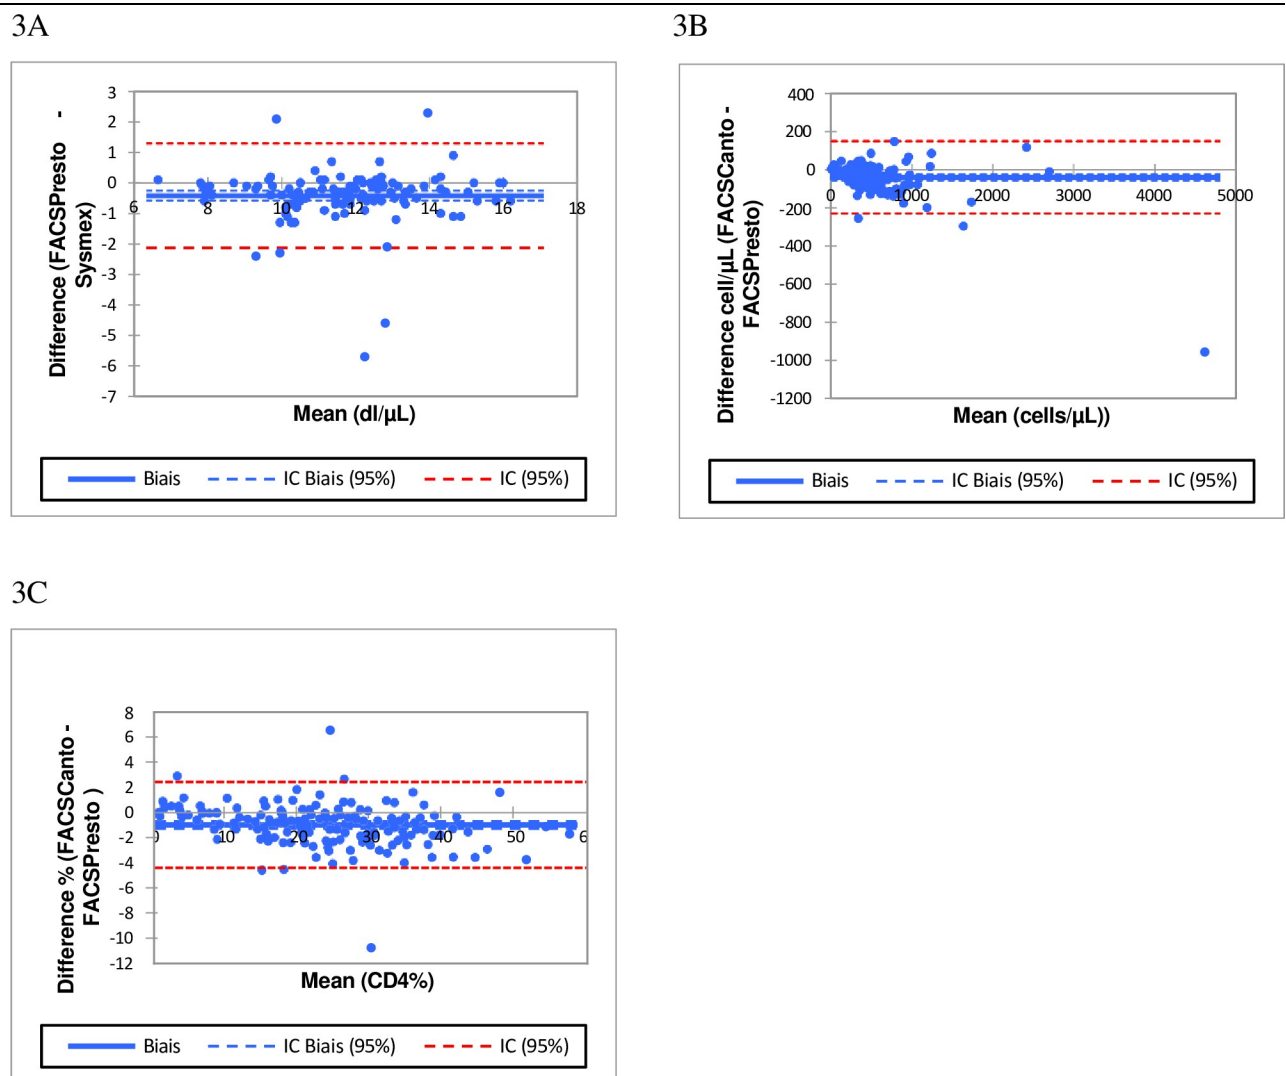 3A
3
2
1
0
-1
-2
-3
-4
-5
-6
-7
6
8
10
12
14
16
18
Difference (FACSPresto -
Sysmex)
Mean (dl/µL)
Biais
IC Biais (95%)
IC (95%)
3B
400
200
0
-200
-400
-600
-800
-1000
-1200
0
1000
2000
3000
4000
5000
Difference cell/µL (FACSCanto -
FACSPresto)
Mean (cells/µL))
Biais
IC Biais (95%)
IC (95%)
3C
8
6
4
2
0
-2
-4
-6
-8
-10
-12
0
10
20
30
40
50
6
Difference % (FACSCanto -
FACSPresto )
Mean (CD4%)
Biais
IC Biais (95%)
IC (95%)